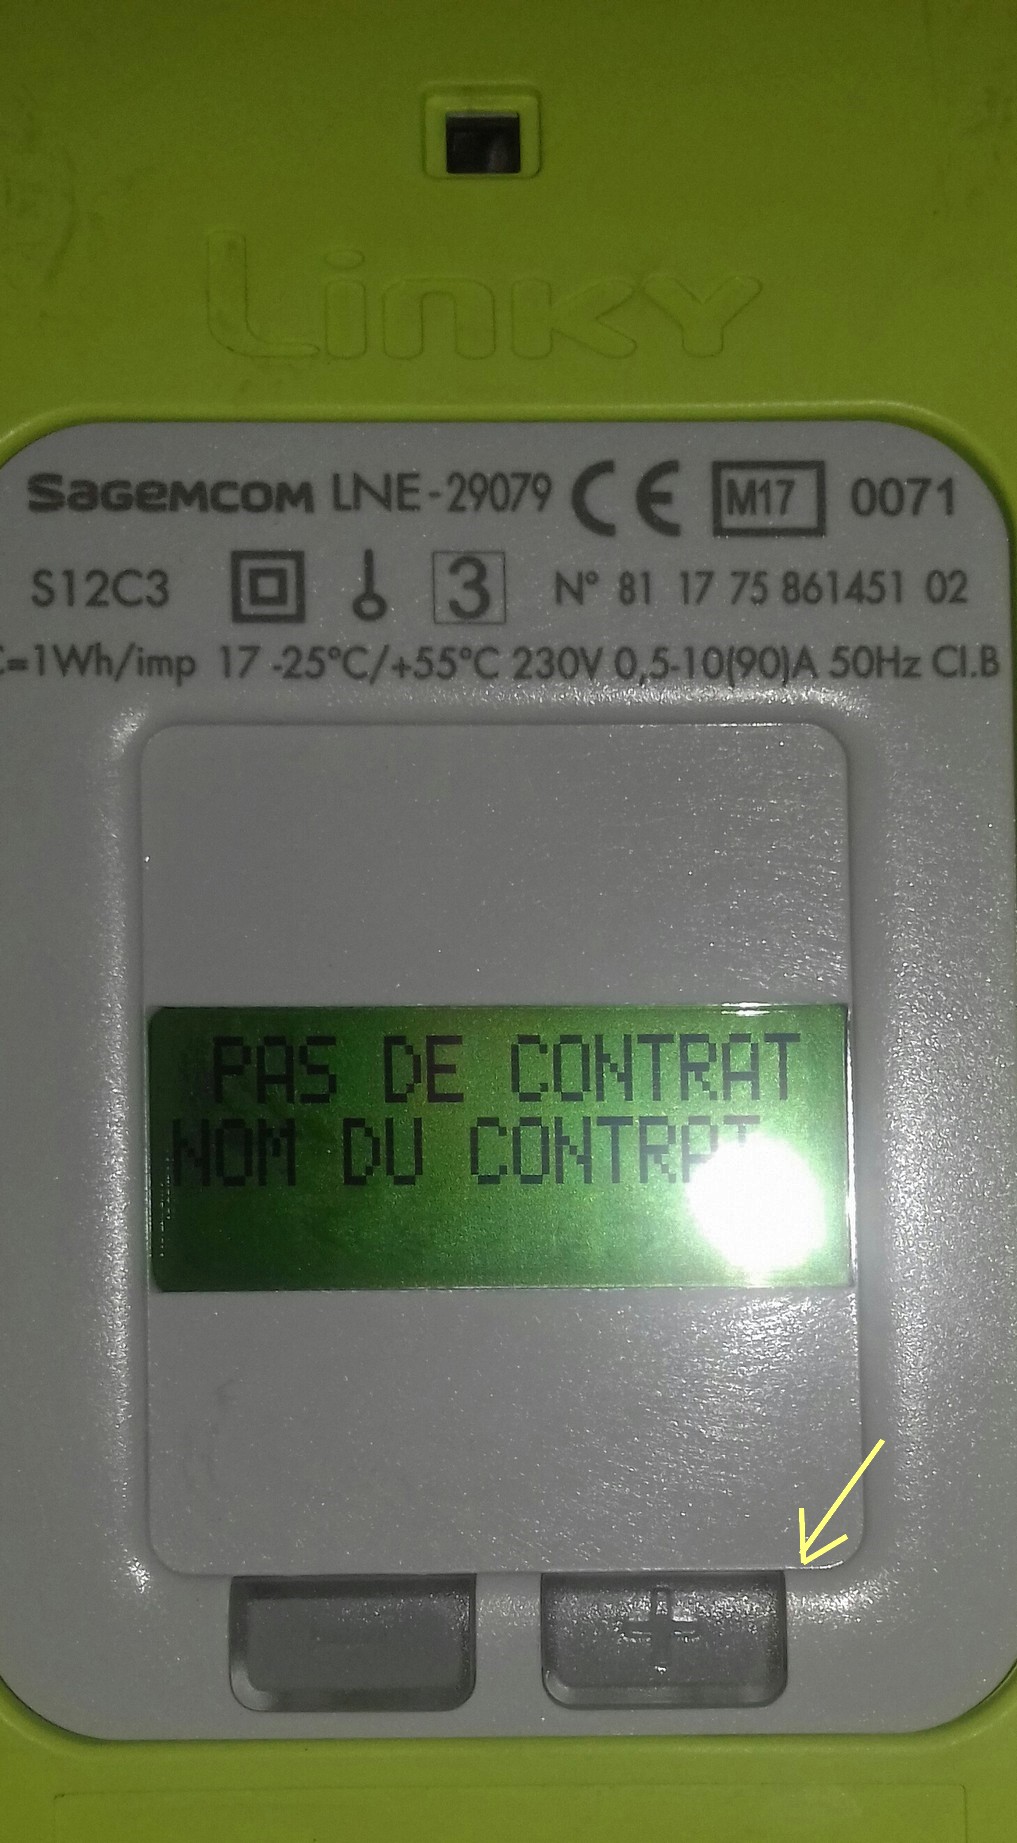 Linky
Sagemcom LNE-29079 CE M17 0071
S12C3 3 N° 81 17 75 861451 02
=1Wh/imp 17 -25°C/+55°C 230V 0,5-10(90)A 50Hz Cl.B
PAS DE CONTRAT
NOM DU CONTRAT
- +